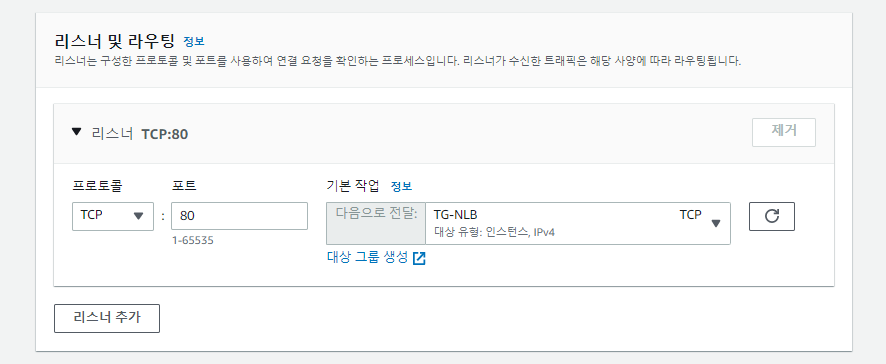 리스너 및 라우팅 정보
리스너는 구성한 프로토콜 및 포트를 사용하여 연결 요청을 확인하는 프로세스입니다. 리스너가 수신한 트래픽은 해당 사양에 따라 라우팅됩니다.
리스너 TCP:80
제거
프로토콜 포트 기본 작업 정보
TCP : 80 다음으로 전달: TG-NLB TCP
대상 유형: 인스턴스, IPv4
1-65535
대상 그룹 생성
리스너 추가